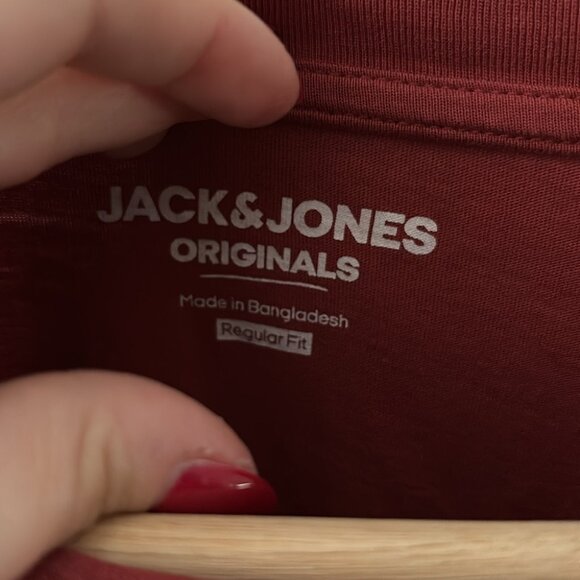 JACK&JONES
ORIGINALS
Made in Bangladesh
Regular Fit